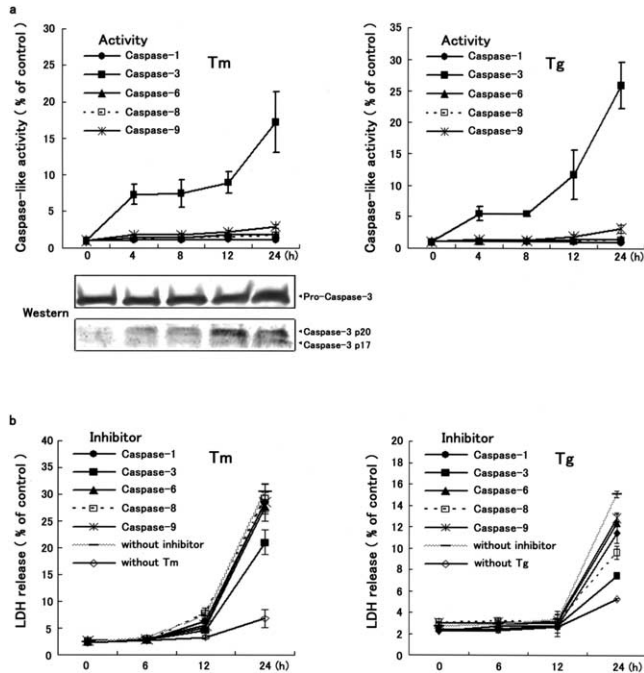 a
Activity
Caspase-1
Caspase-3
Caspase-6
Caspase-8
Caspase-9
Tm
Caspase-like activity ( % of control)
30
25
20
15
10
5
0
0 4 8 12 24 (h)
Western
Pro-Caspase-3
Caspase-3 p20
Caspase-3 p17
Activity
Caspase-1
Caspase-3
Caspase-6
Caspase-8
Caspase-9
Tg
Caspase-like activity ( % of control)
35
30
25
20
15
10
5
0
0 4 8 12 24 (h)
b
Inhibitor
Caspase-1
Caspase-3
Caspase-6
Caspase-8
Caspase-9
without inhibitor
without Tm
Tm
LDH release ( % of control)
40
35
30
25
20
15
10
5
0
0 6 12 24 (h)
Inhibitor
Caspase-1
Caspase-3
Caspase-6
Caspase-8
Caspase-9
without inhibitor
without Tg
Tg
LDH release ( % of control)
20
18
16
14
12
10
8
6
4
2
0
0 6 12 24 (h)